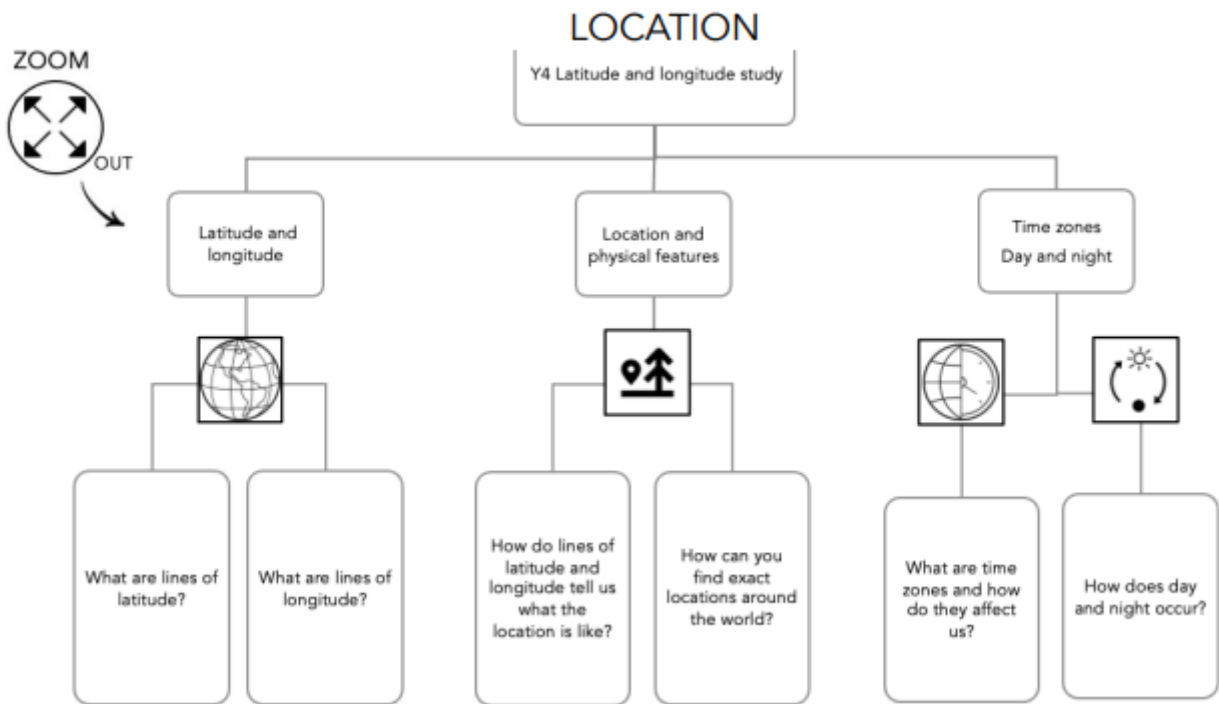 LOCATION
ZOOM
OUT
Y4 Latitude and longitude study
Latitude and
longitude
Location and
physical features
Time zones
Day and night
What are lines of
latitude?
What are lines of
longitude?
How do lines of
latitude and
longitude tell us
what the
location is like?
How can you
find exact
locations around
the world?
What are time
zones and how
do they affect
us?
How does day
and night occur?